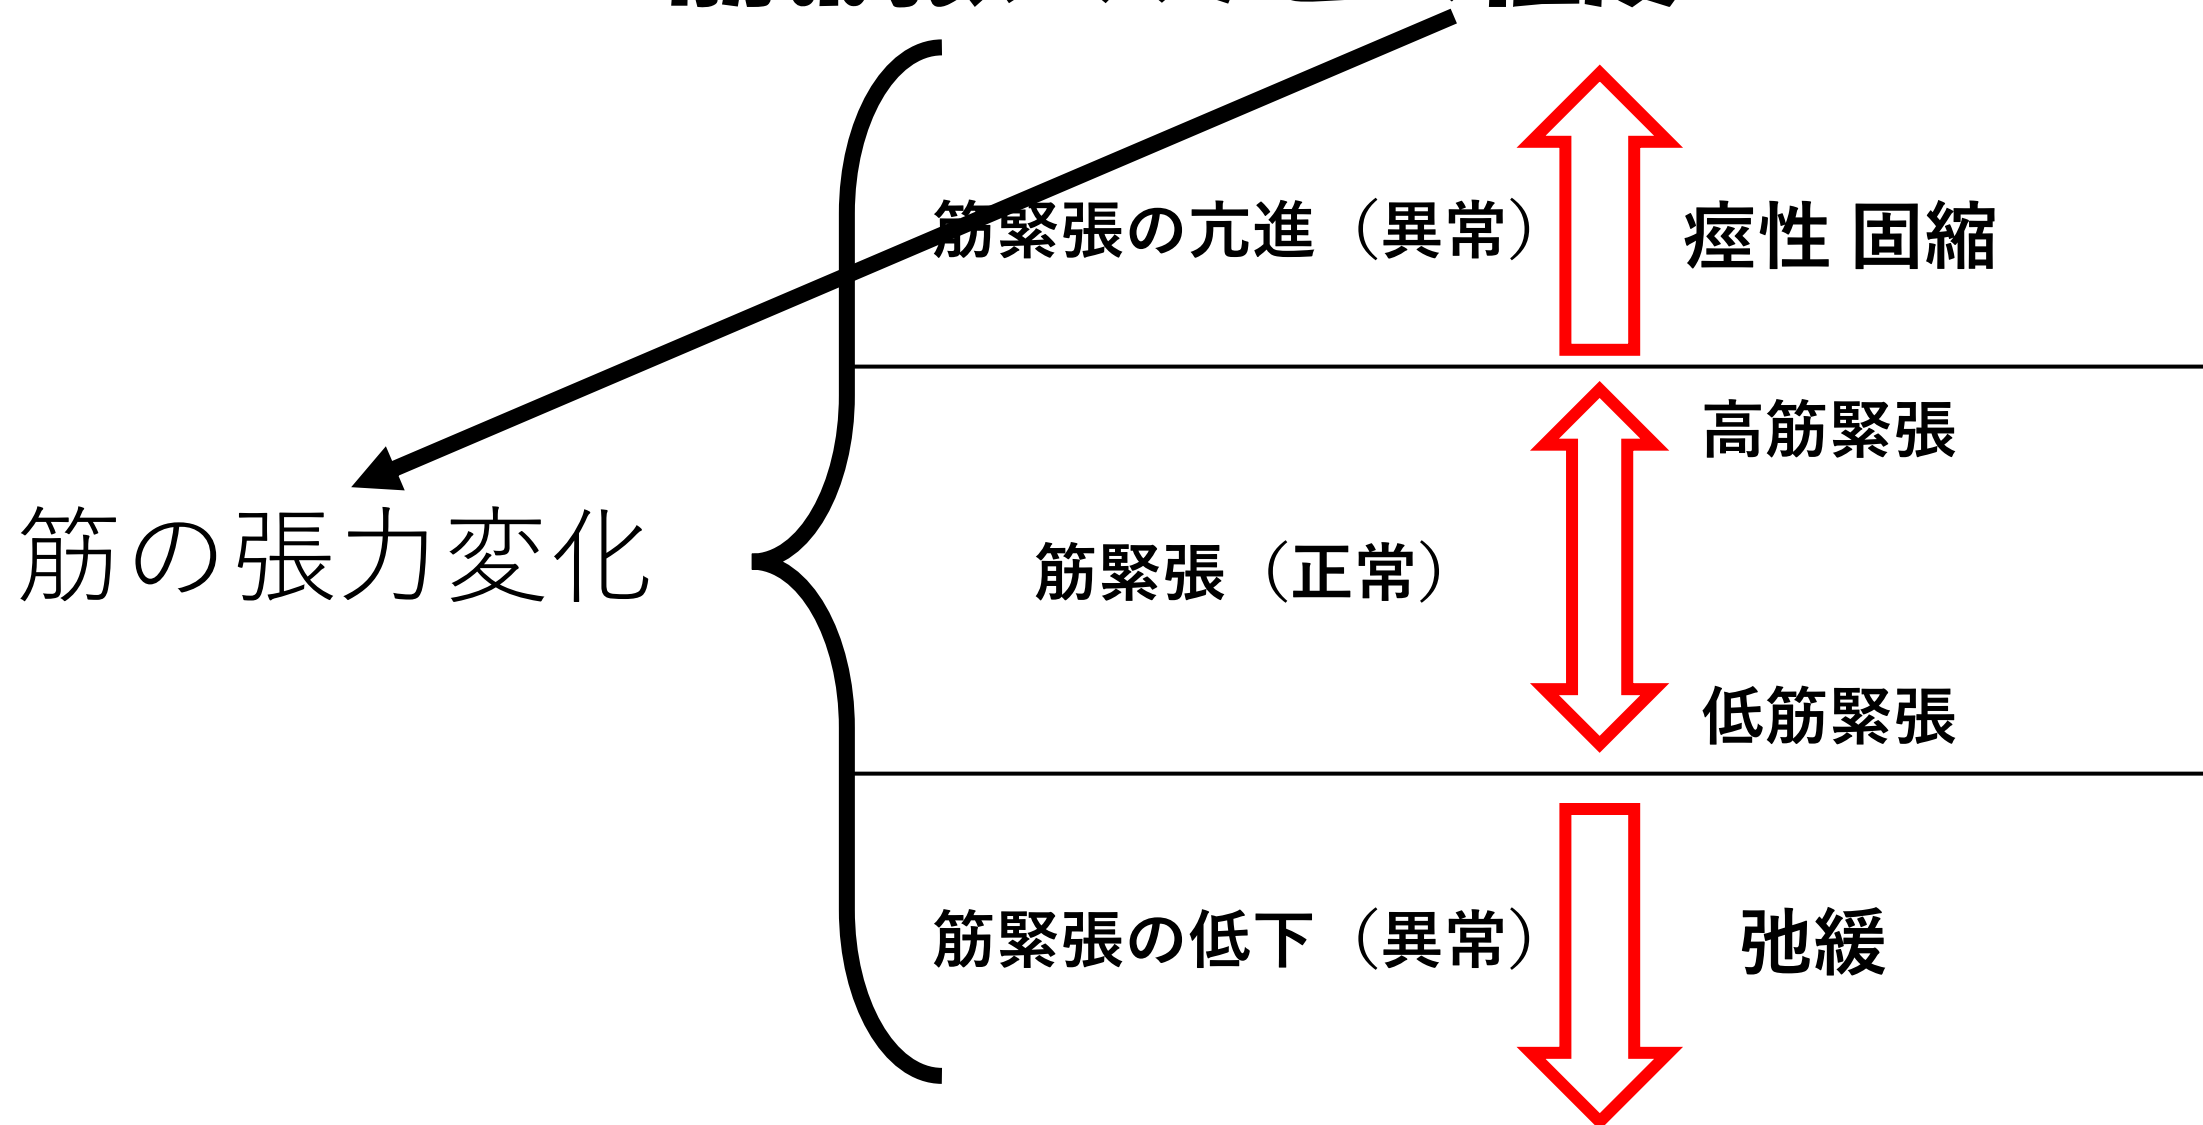 筋緊張の亢進（異常）
痙性 固縮
高筋緊張
筋の張力変化
筋緊張（正常）
低筋緊張
筋緊張の低下（異常）
弛緩